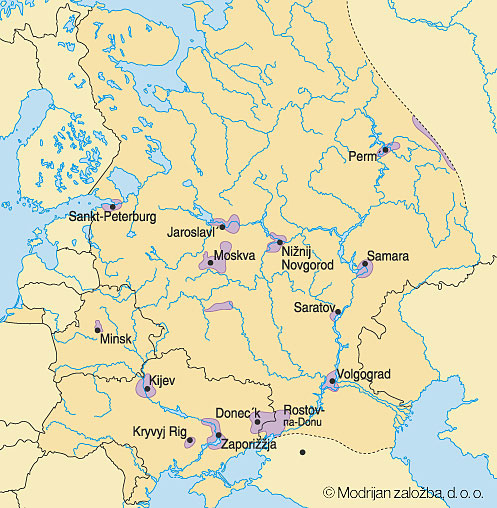 Perm
Sankt-Peterburg
Jaroslavl
Moskva
Nižnij
Novgorod
Samara
Saratov
Minsk
Volgograd
Kijev
Donec´k
Rostov-
na-Donu
Kryvyj Rig
Zaporižžja
© Modrijan založba, d. o. o.